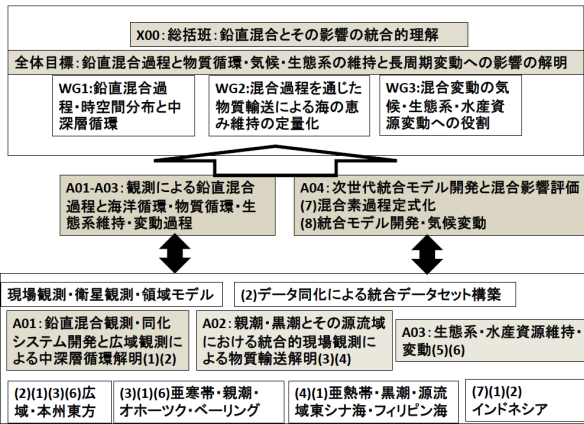 X00:総括班:鉛直混合とその影響の統合的理解
全体目標:鉛直混合過程と物質循環・気候・生態系の維持と長周期変動への影響の解明
WG1:鉛直混合過
程・時空間分布と中
深層循環
WG2:混合過程を通じた
物質輸送による海の恵
み維持の定量化
WG3:混合変動の気
候・生態系・水産資
源変動への役割
A01-A03:観測による鉛直混合
過程と海洋循環・物質循環・生
態系維持・変動過程
A04:次世代統合モデル開発と混合影響評価
(7)混合素過程定式化
(8)統合モデル開発・気候変動
現場観測・衛星観測・領域モデル
(2)データ同化による統合データセット構築
A01:鉛直混合観測・同化
システム開発と広域観測に
よる中深層循環解明(1)(2)
A02:親潮・黒潮とその源流域
における統合的現場観測に
よる物質輸送解明(3)(4)
A03:生態系・水産資源維持・
変動(5)(6)
(2)(1)(3)(6)広
域・本州東方
(3)(1)(6)亜寒帯・親潮・
オホーツク・ベーリング
(4)(1)亜熱帯・黒潮・源流
域東シナ海・フィリピン海
(7)(1)(2)
インドネシア